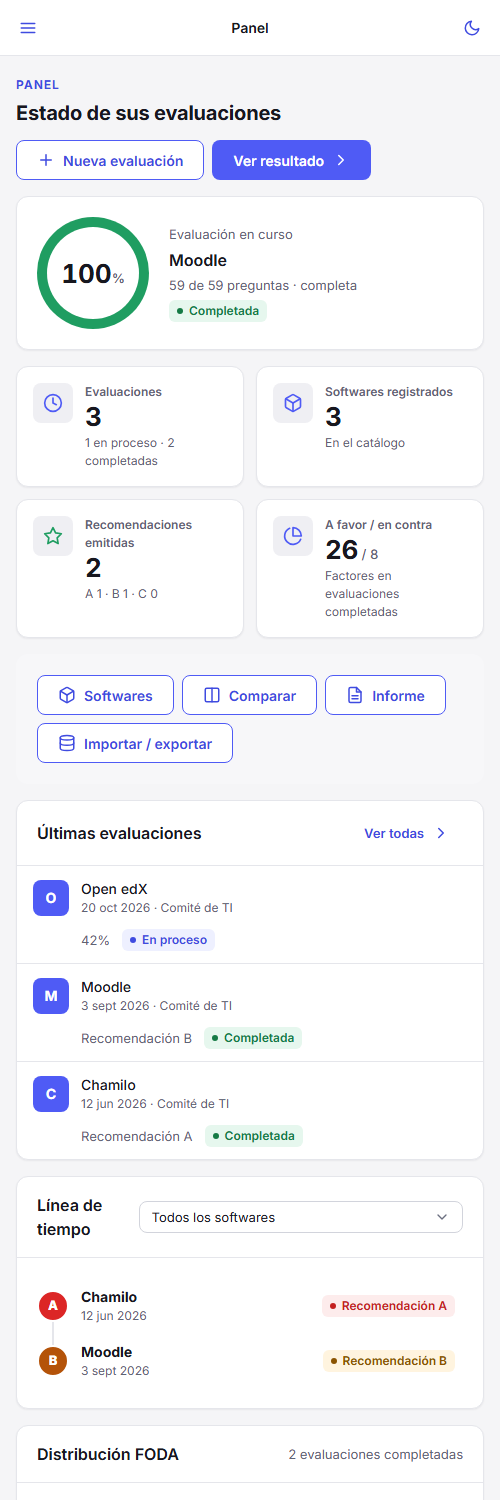 Panel
PANEL
Estado de sus evaluaciones
Nueva evaluación
Ver resultado
100%
Evaluación en curso
Moodle
59 de 59 preguntas · completa
Completada
Evaluaciones
3
1 en proceso · 2
completadas
Softwares registrados
3
En el catálogo
Recomendaciones
emitidas
2
A 1 · B 1 · C 0
A favor / en contra
26 / 8
Factores en
evaluaciones
completadas
Softwares
Comparar
Informe
Importar / exportar
Últimas evaluaciones
Ver todas
O
Open edX
20 oct 2026 · Comité de TI
42%
En proceso
M
Moodle
3 sept 2026 · Comité de TI
Recomendación B
Completada
C
Chamilo
12 jun 2026 · Comité de TI
Recomendación A
Completada
Línea de
tiempo
Todos los softwares
A
Chamilo
12 jun 2026
Recomendación A
B
Moodle
3 sept 2026
Recomendación B
Distribución FODA
2 evaluaciones completadas